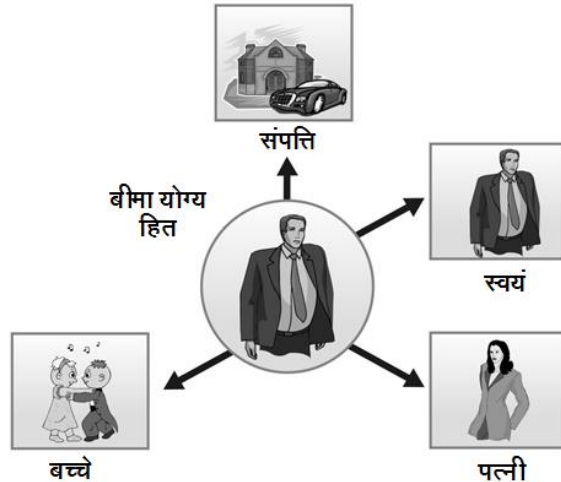 संपत्ति
बीमा योग्य
हित
स्वयं
बच्चे
पत्नी